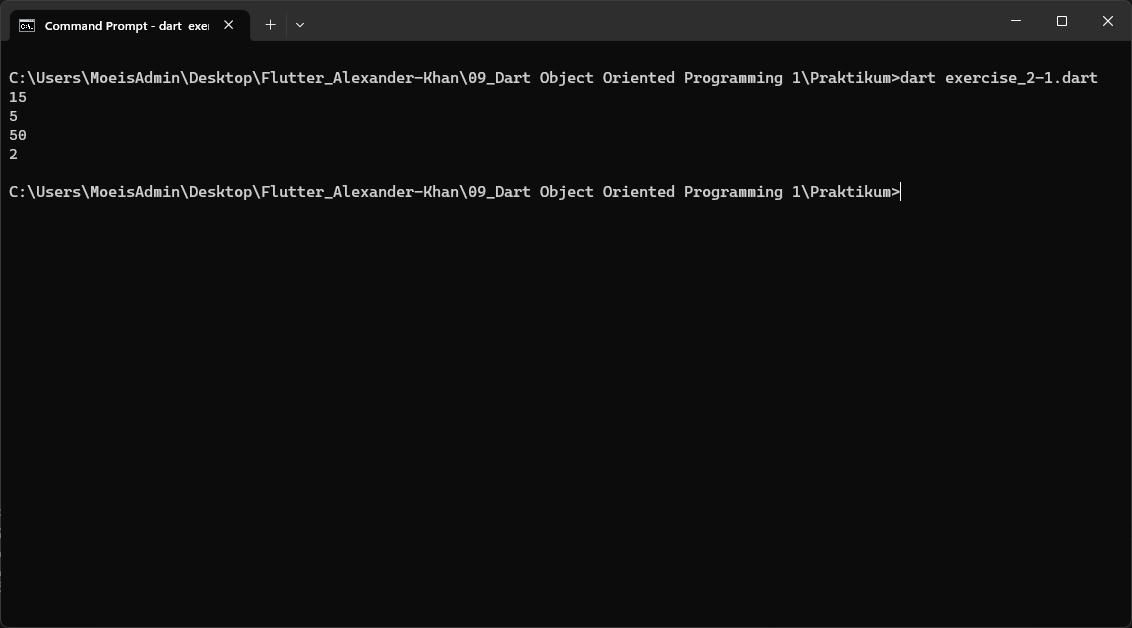 Command Prompt - dart  exer
C:\Users\MoeisAdmin\Desktop\Flutter_Alexander-Khan\09_Dart Object Oriented Programming 1\Praktikum>dart exercise_2-1.dart
15
5
50
2
C:\Users\MoeisAdmin\Desktop\Flutter_Alexander-Khan\09_Dart Object Oriented Programming 1\Praktikum>